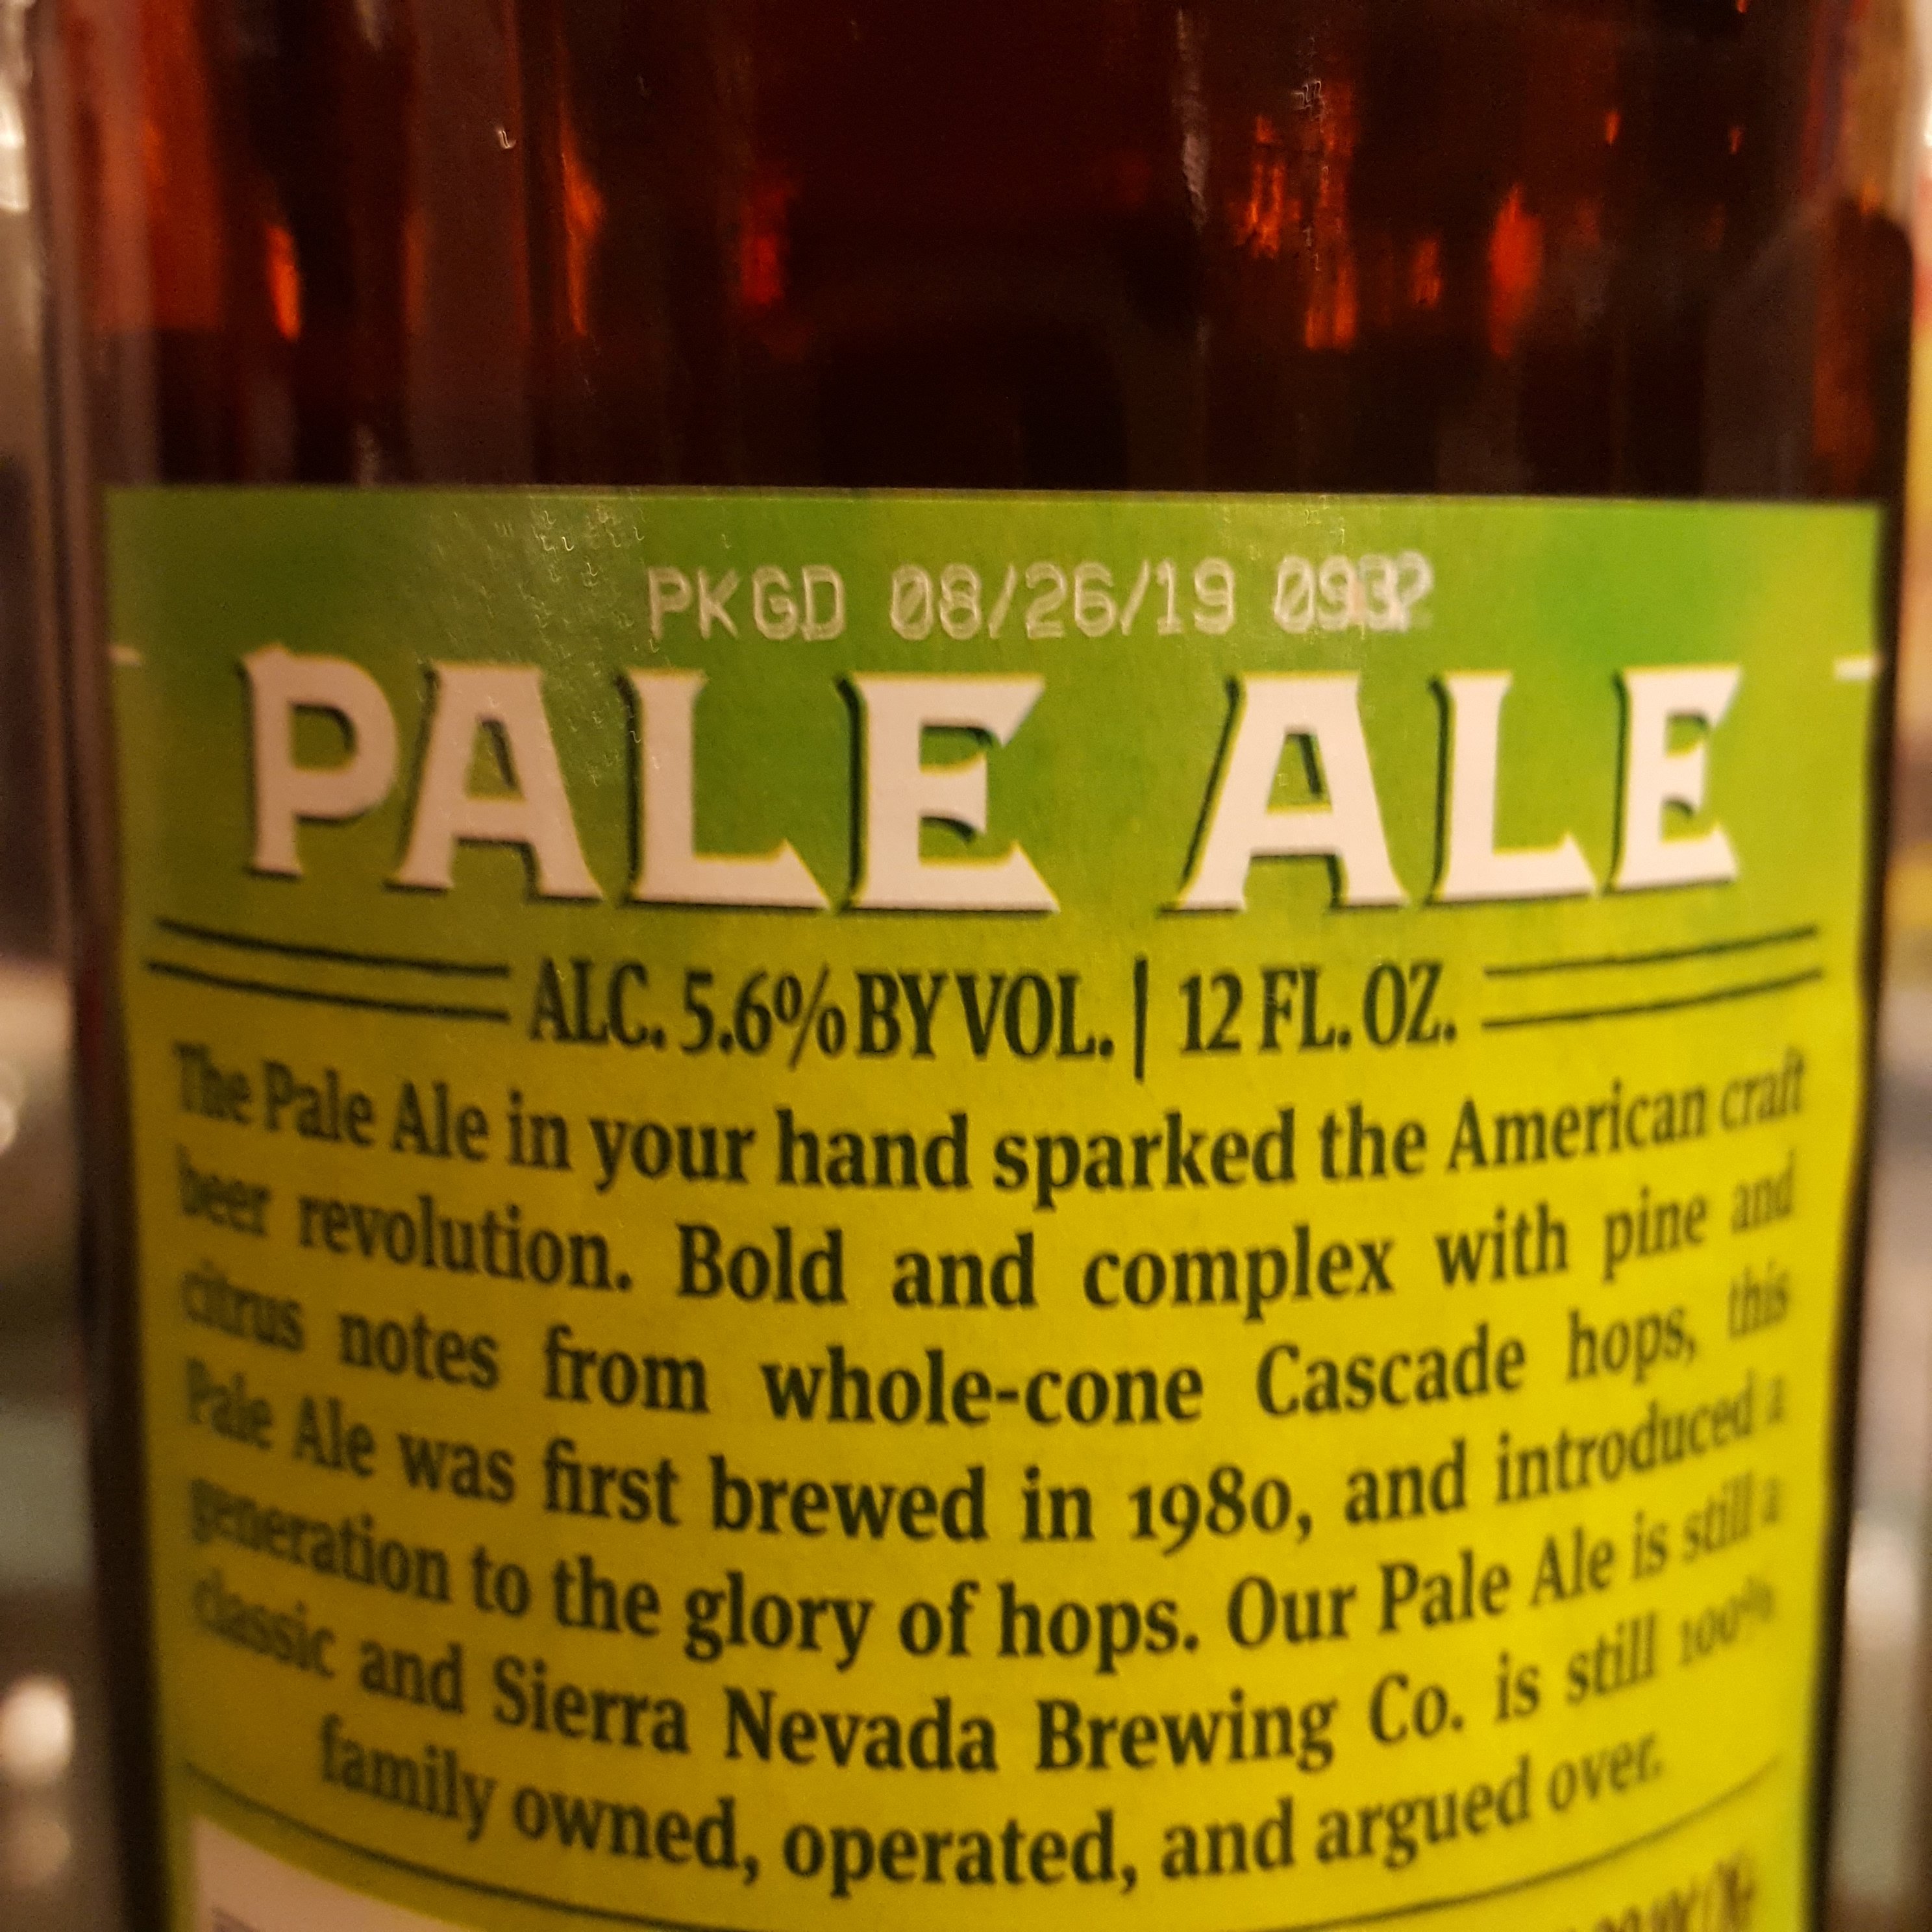 PKGD 08/26/19 0932
PALE ALE
ALC. 5.6% BY VOL. | 12 FL. OZ.
The Pale Ale in your hand sparked the American craft
beer revolution. Bold and complex with pine and
citrus notes from whole-cone Cascade hops, this
Pale Ale was first brewed in 1980, and introduced a
generation to the glory of hops. Our Pale Ale is still a
classic and Sierra Nevada Brewing Co. is still 100%
family owned, operated, and argued over.